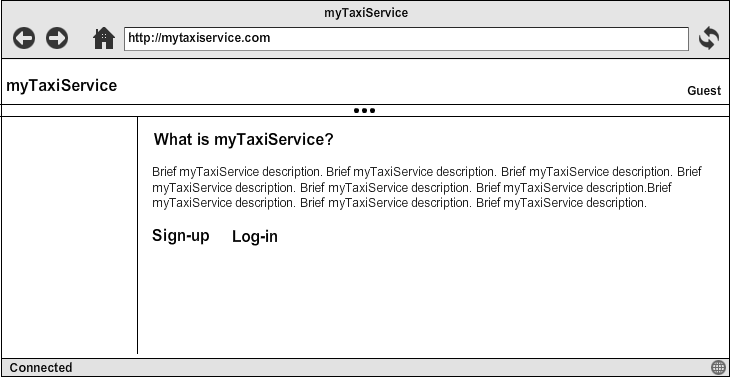 myTaxiService
http://mytaxiservice.com
myTaxiService
Guest
What is myTaxiService?
Brief myTaxiService description. Brief myTaxiService description. Brief myTaxiService description. Brief
myTaxiService description. Brief myTaxiService description. Brief myTaxiService description.Brief
myTaxiService description. Brief myTaxiService description. Brief myTaxiService description.
Sign-up Log-in
Connected